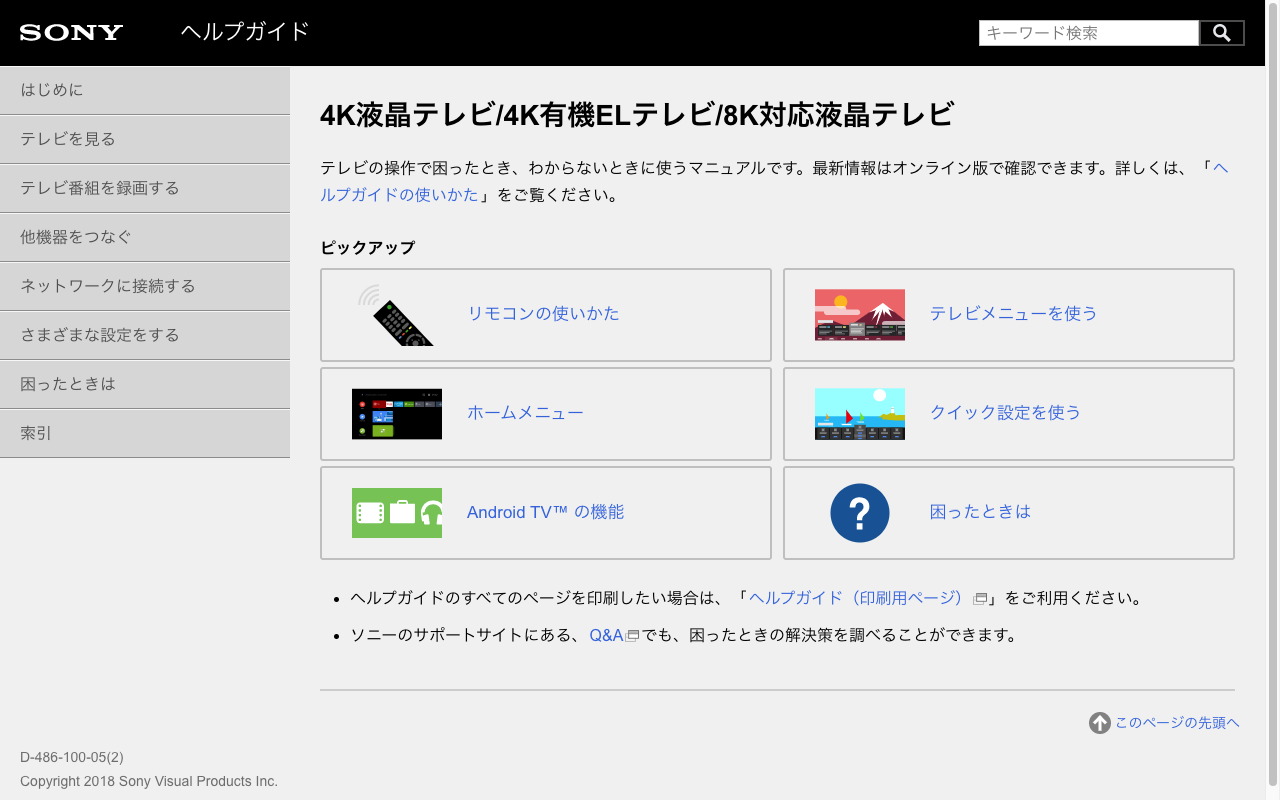 SONY
ヘルプガイド
キーワード検索
はじめに
テレビを見る
テレビ番組を録画する
他機器をつなぐ
ネットワークに接続する
さまざまな設定をする
困ったときは
索引
4K液晶テレビ/4K有機ELテレビ/8K対応液晶テレビ
テレビの操作で困ったとき、わからないときに使うマニュアルです。最新情報はオンライン版で確認できます。詳しくは、「ヘ
ルプガイドの使いかた」をご覧ください。
ピックアップ
リモコンの使いかた
テレビメニューを使う
ホームメニュー
クイック設定を使う
Android TV™ の機能
?
困ったときは
• ヘルプガイドのすべてのページを印刷したい場合は、「ヘルプガイド（印刷用ページ）」をご利用ください。
• ソニーのサポートサイトにある、Q&Aでも、困ったときの解決策を調べることができます。
このページの先頭へ
D-486-100-05(2)
Copyright 2018 Sony Visual Products Inc.